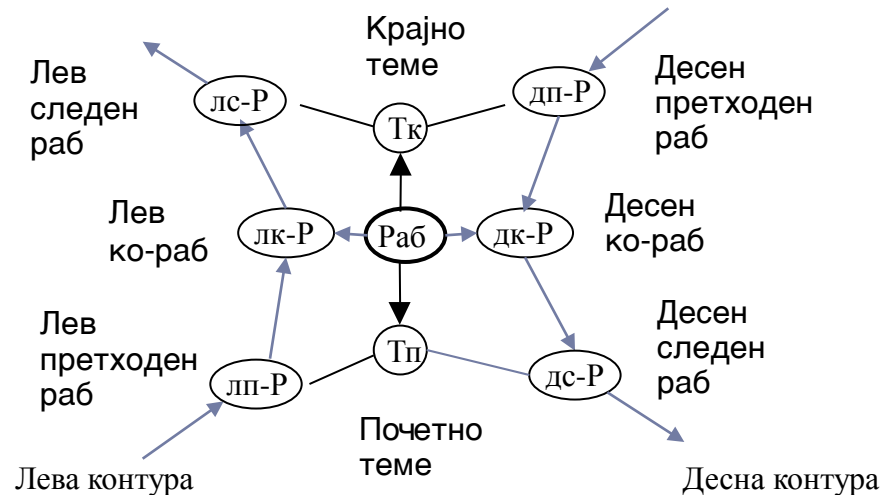 Крајно
теме
Лев
следен
раб
лс-Р
Тк
дп-Р
Десен
претходен
раб
Лев
ко-раб
лк-Р
Раб
дк-Р
Десен
ко-раб
Лев
претходен
раб
лп-Р
Тп
дс-Р
Десен
следен
раб
Почетно
теме
Лева контура
Десна контура